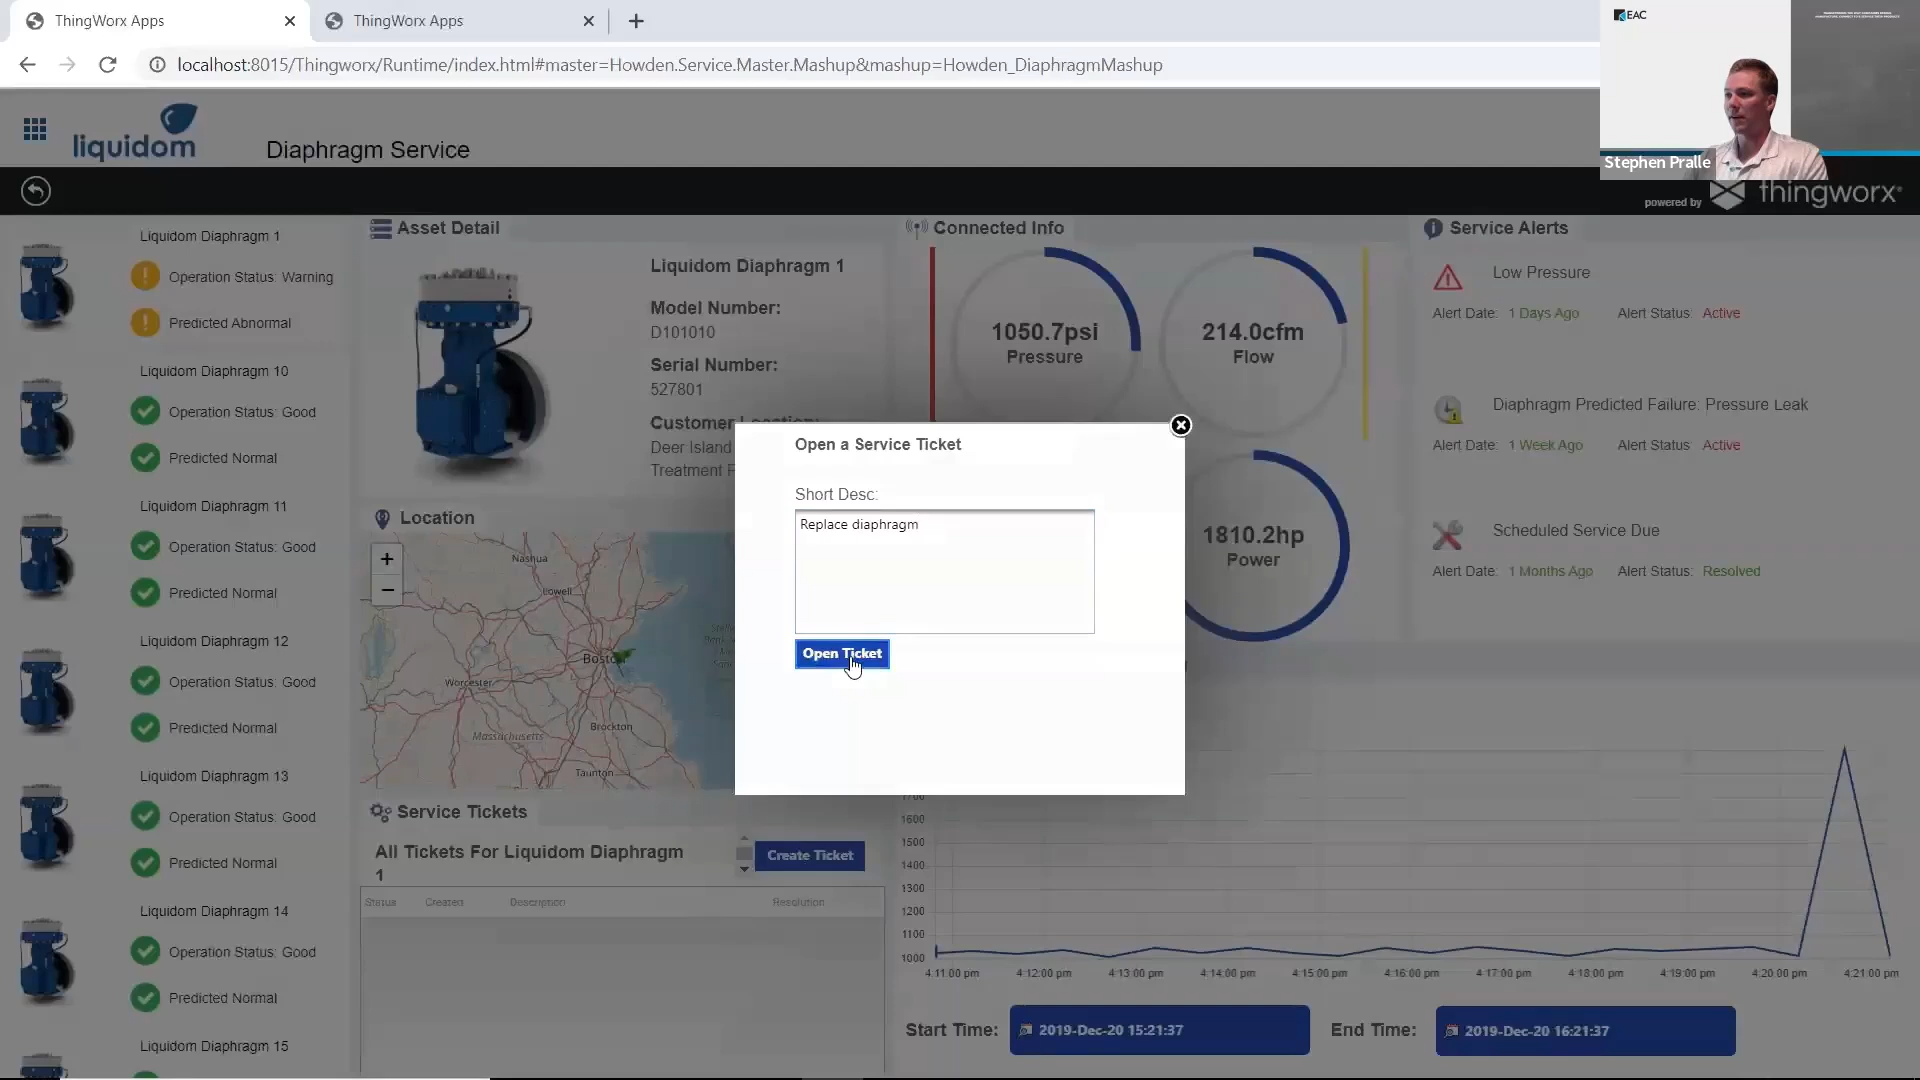 ThingWorx Apps
ThingWorx Apps
localhost:8015/Thingworx/Runtime/index.html#master=Howden.Service.Master.Mashup&mashup=Howden_DiaphragmMashup
EAC
Stephen Pralle
liquidom
Diaphragm Service
powered by
thingworx
Liquidom Diaphragm 1
Operation Status: Warning
Predicted Abnormal
Liquidom Diaphragm 10
Operation Status: Good
Predicted Normal
Liquidom Diaphragm 11
Operation Status: Good
Predicted Normal
Liquidom Diaphragm 12
Operation Status: Good
Predicted Normal
Liquidom Diaphragm 13
Operation Status: Good
Predicted Normal
Liquidom Diaphragm 14
Operation Status: Good
Predicted Normal
Liquidom Diaphragm 15
Asset Detail
Liquidom Diaphragm 1
Model Number:
D101010
Serial Number:
527801
Customer Location:
Deer Island
Treatment
Location
+
−
Nashua
Lowell
Boston
Worcester
Brockton
Massachusetts
Taunton
Service Tickets
All Tickets For Liquidom Diaphragm
1
Create Ticket
Status Created Description Resolution
Connected Info
1050.7psi
Pressure
214.0cfm
Flow
1810.2hp
Power
Open a Service Ticket
Short Desc:
Replace diaphragm
Open Ticket
Service Alerts
Low Pressure
Alert Date: 1 Days Ago Alert Status: Active
Diaphragm Predicted Failure: Pressure Leak
Alert Date: 1 Week Ago Alert Status: Active
Scheduled Service Due
Alert Date: 1 Months Ago Alert Status: Resolved
1700
1600
1500
1400
1300
1200
1100
1000
4:11:00 pm 4:12:00 pm 4:13:00 pm 4:14:00 pm 4:15:00 pm 4:16:00 pm 4:17:00 pm 4:18:00 pm 4:19:00 pm 4:20:00 pm 4:21:00 pm
Start Time: 2019-Dec-20 15:21:37 End Time: 2019-Dec-20 16:21:37